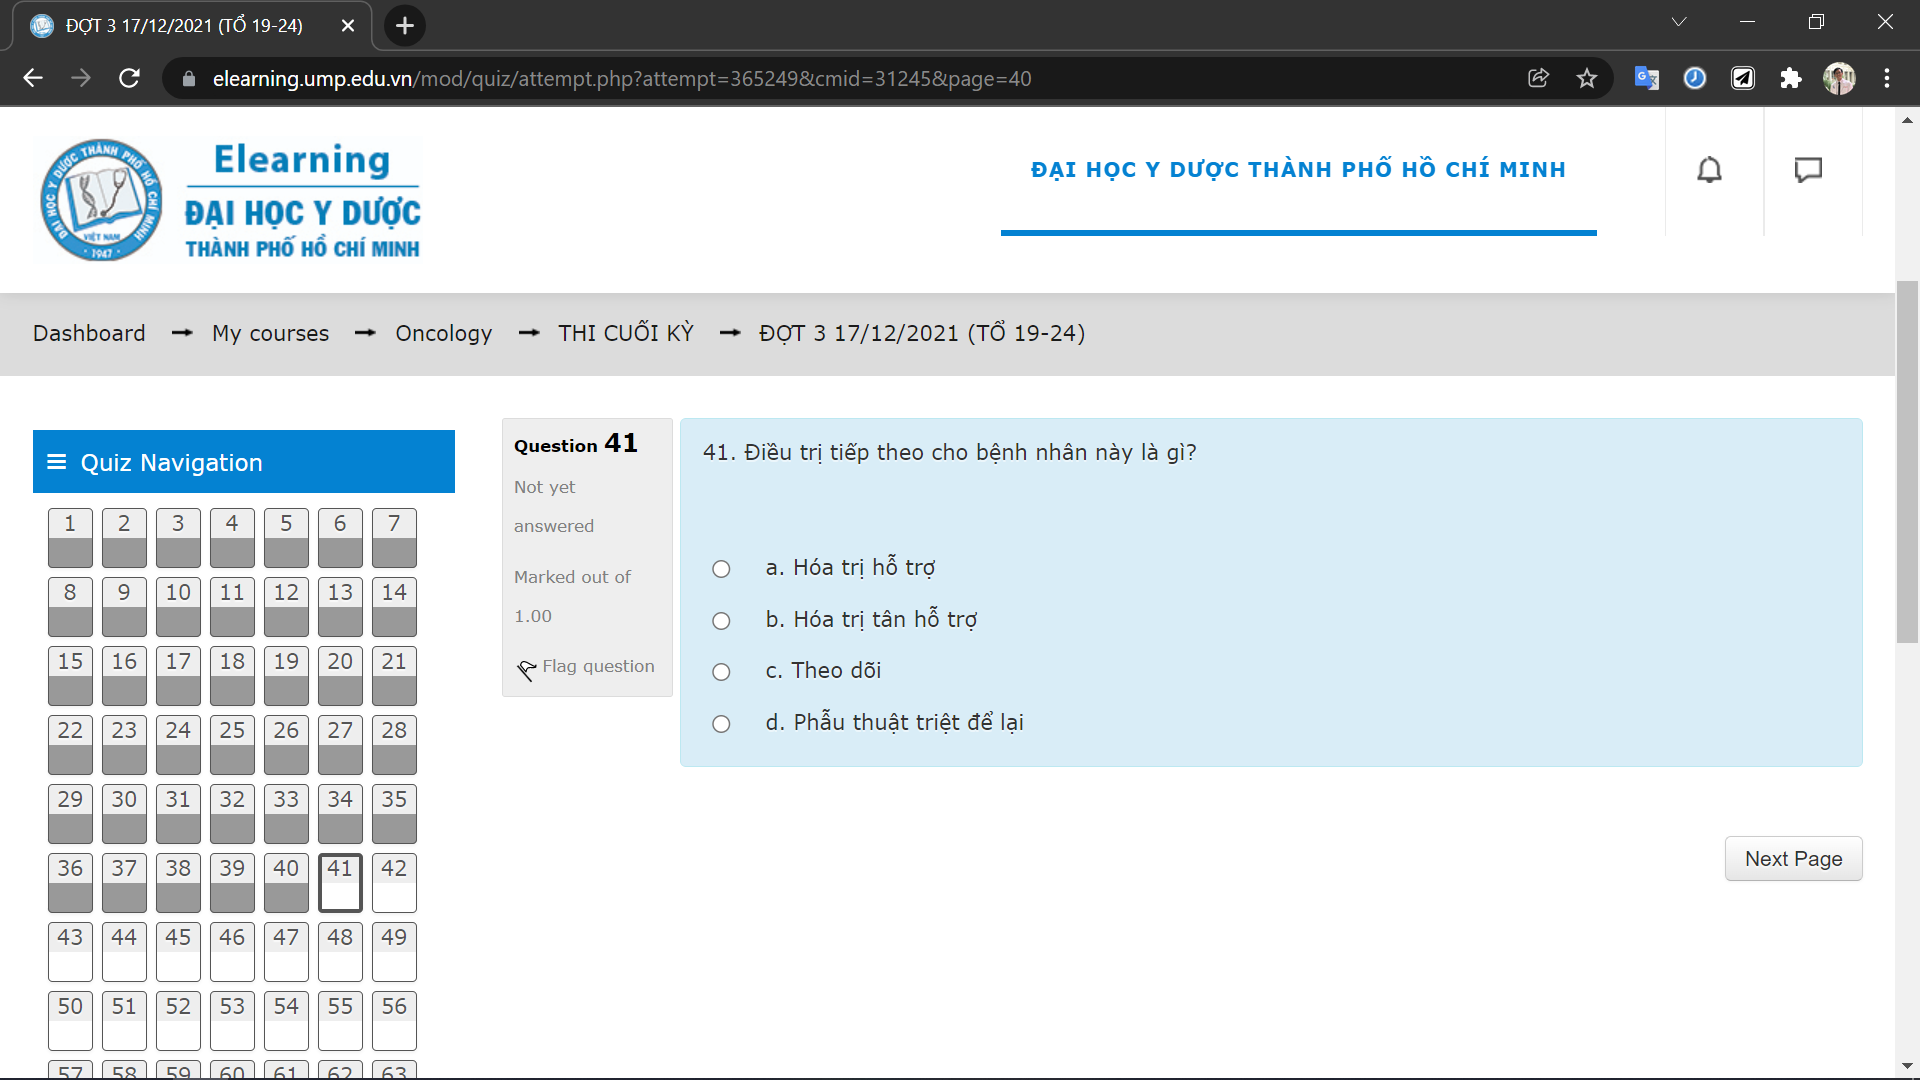 ĐỢT 3 17/12/2021 (TỔ 19-24)
elearning.ump.edu.vn/mod/quiz/attempt.php?attempt=365249&cmid=31245&page=40
ĐẠI HỌC Y DƯỢC THÀNH PHỐ HỒ CHÍ MINH
VIỆT NAM
1947
Elearning
ĐẠI HỌC Y DƯỢC
THÀNH PHỐ HỒ CHÍ MINH
ĐẠI HỌC Y DƯỢC THÀNH PHỐ HỒ CHÍ MINH
Dashboard → My courses → Oncology → THI CUỐI KỲ → ĐỢT 3 17/12/2021 (TỔ 19-24)
Quiz Navigation
1 2 3 4 5 6 7
8 9 10 11 12 13 14
15 16 17 18 19 20 21
22 23 24 25 26 27 28
29 30 31 32 33 34 35
36 37 38 39 40 41 42
43 44 45 46 47 48 49
50 51 52 53 54 55 56
57 58 59 60 61 62 63
Question 41
Not yet
answered
Marked out of
1.00
Flag question
41. Điều trị tiếp theo cho bệnh nhân này là gì?
a. Hóa trị hỗ trợ
b. Hóa trị tân hỗ trợ
c. Theo dõi
d. Phẫu thuật triệt để lại
Next Page